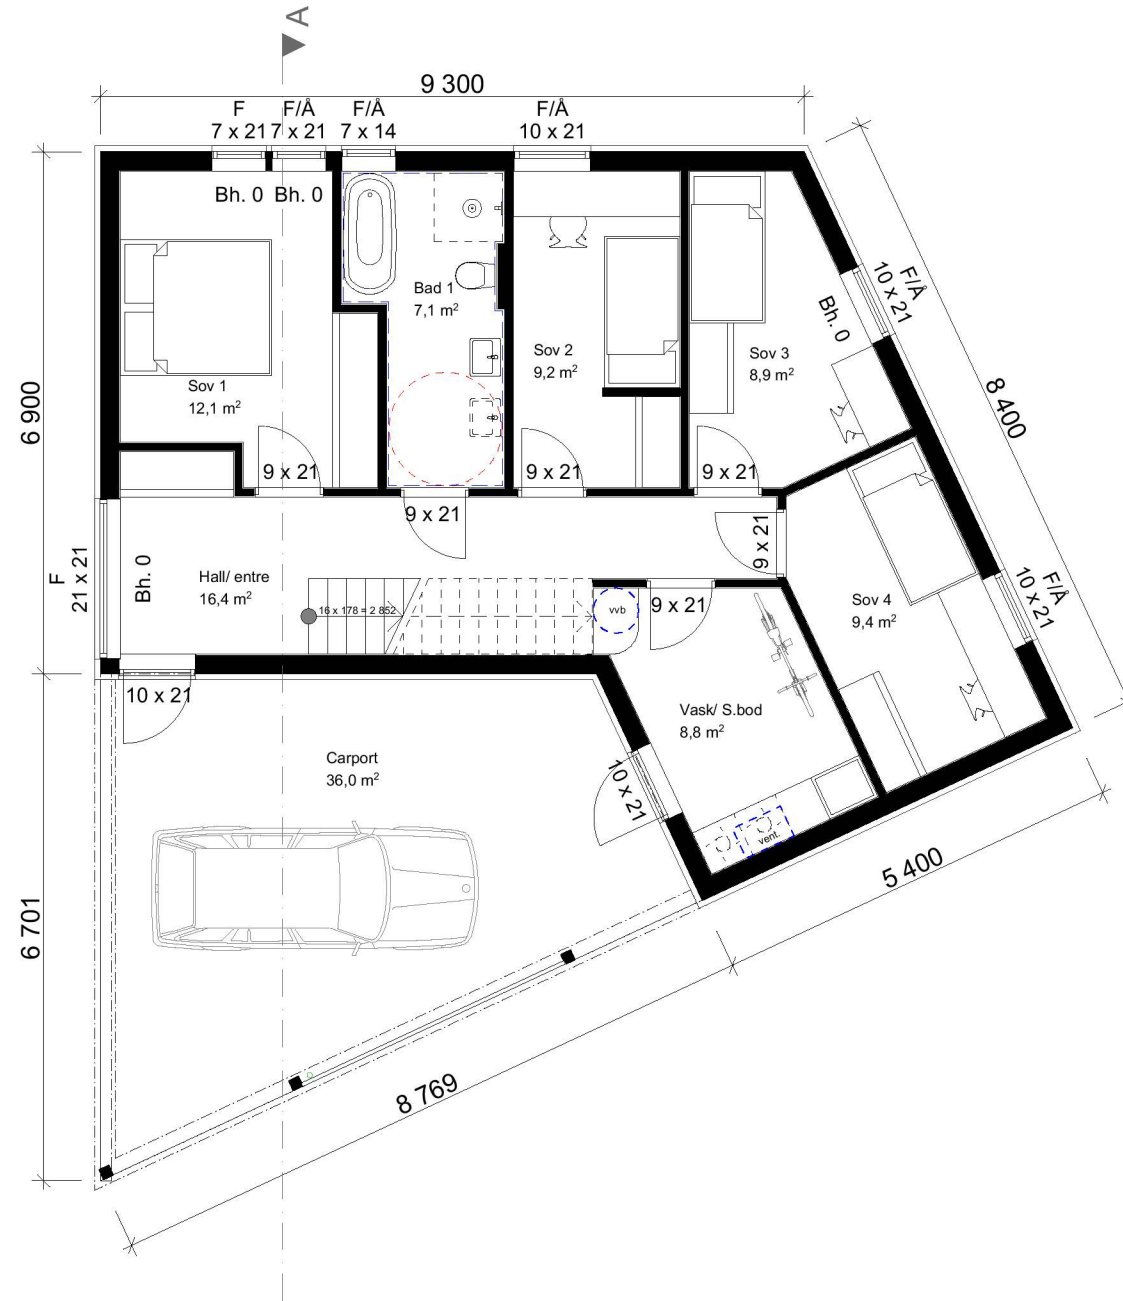 A
9 300
F
F/Å
F/Å
F/Å
7 x 21
7 x 21
7 x 14
10 x 21
Bh. 0
Bh. 0
F/Å
10 x 21
Bh. 0
Bad 1
7,1 m²
Sov 2
9,2 m²
Sov 3
8,9 m²
Sov 1
12,1 m²
6 900
8 400
9 x 21
9 x 21
9 x 21
9 x 21
9 x 21
F
21 x 21
Bh. 0
Hall/ entre
16,4 m²
16 x 178 = 2 852
vvb
9 x 21
Sov 4
9,4 m²
F/Å
10 x 21
10 x 21
Vask/ S.bod
8,8 m²
Carport
36,0 m²
10 x 21
vent.
5 400
6 701
8 769